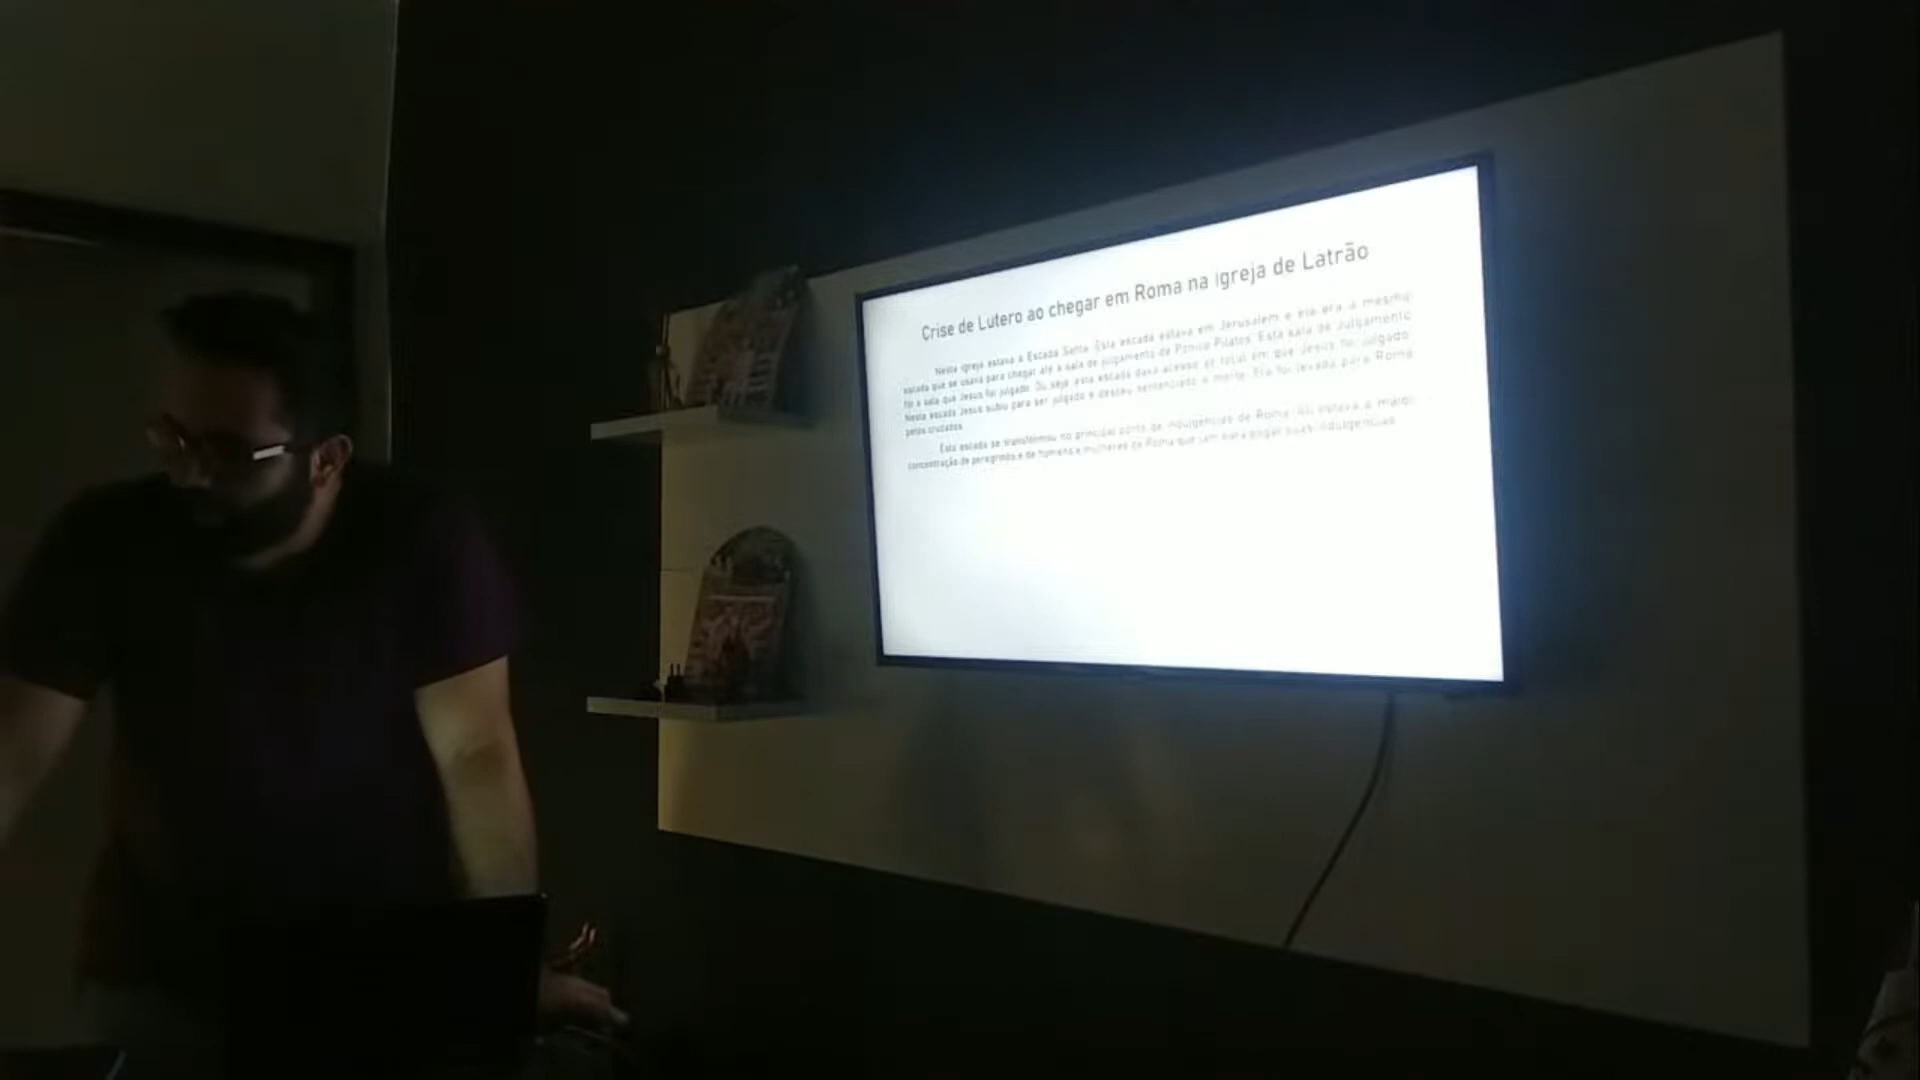 Crise de Lutero ao chegar em Roma na igreja de Latrão
Nesta igreja estava a Escada Santa. Esta escada estava em Jerusalem e ela era a mesma
escada que se usava para chegar até a sala de julgamento de Pôncio Pilatos. Esta sala de Julgamento
foi a sala que Jesus foi julgado. Ou seja, esta escada dava acesso ao local em que Jesus foi julgado.
Nesta escada Jesus subiu para ser julgado e desceu sentenciado a morte. Ela foi levada para Roma
pelos cruzados.
Esta escada se transformou no principal ponto de indulgências de Roma. Ali estava a maior
concentração de peregrinos e de homens e mulheres de Roma que iam para pagar suas indulgencias.